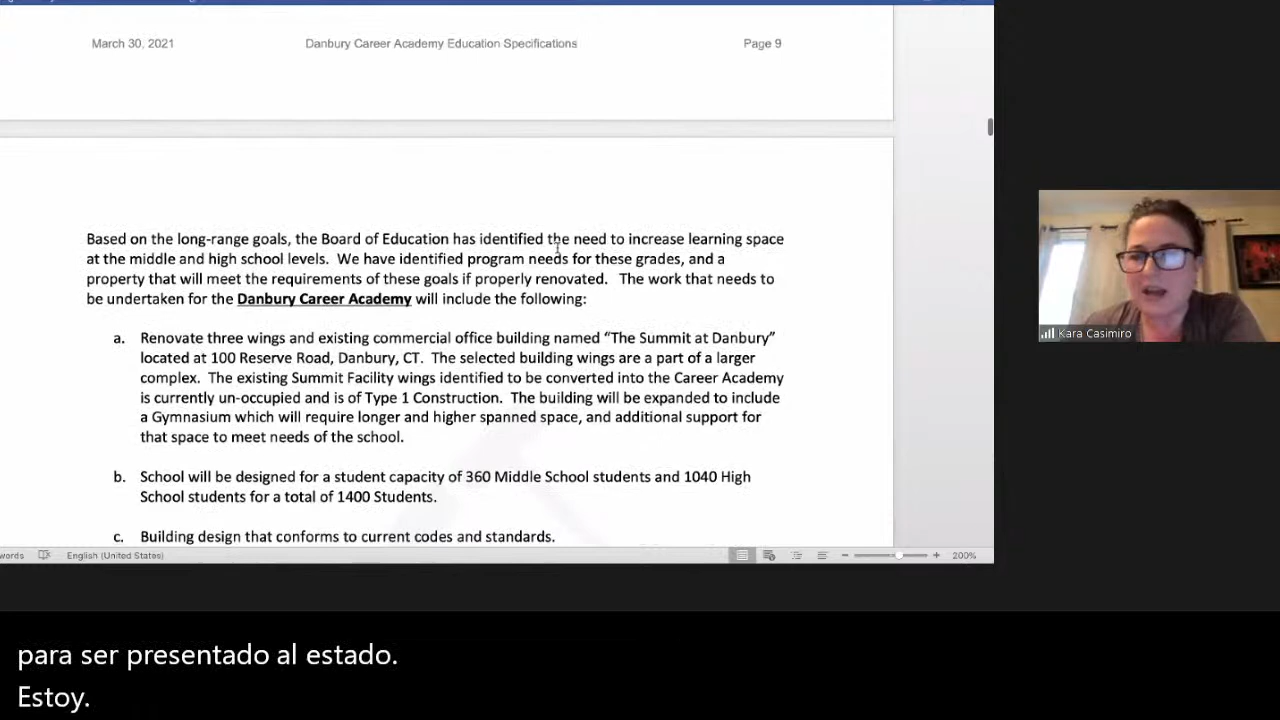 March 30, 2021 Danbury Career Academy Education Specifications Page 9
Based on the long-range goals, the Board of Education has identified the need to increase learning space
at the middle and high school levels. We have identified program needs for these grades, and a
property that will meet the requirements of these goals if properly renovated. The work that needs to
be undertaken for the Danbury Career Academy will include the following:
a. Renovate three wings and existing commercial office building named “The Summit at Danbury”
located at 100 Reserve Road, Danbury, CT. The selected building wings are a part of a larger
complex. The existing Summit Facility wings identified to be converted into the Career Academy
is currently un-occupied and is of Type 1 Construction. The building will be expanded to include
a Gymnasium which will require longer and higher spanned space, and additional support for
that space to meet needs of the school.
b. School will be designed for a student capacity of 360 Middle School students and 1040 High
School students for a total of 1400 Students.
c. Building design that conforms to current codes and standards.
words English (United States) 200%
Kara Casimiro
para ser presentado al estado.
Estoy.